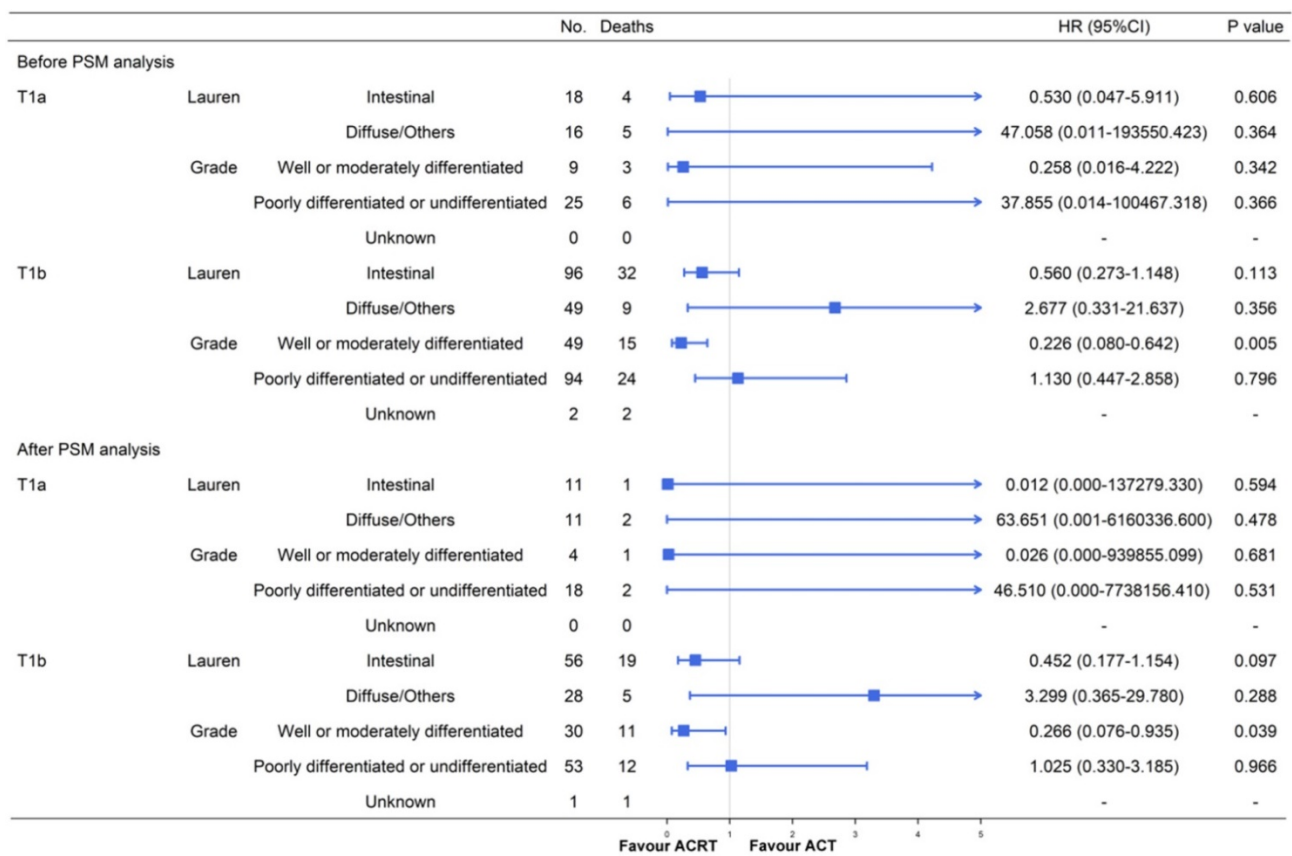 No. Deaths HR (95%CI) P value
Before PSM analysis
T1a Lauren Intestinal 18 4 0.530 (0.047-5.911) 0.606
Diffuse/Others 16 5 47.058 (0.011-193550.423) 0.364
Grade Well or moderately differentiated 9 3 0.258 (0.016-4.222) 0.342
Poorly differentiated or undifferentiated 25 6 37.855 (0.014-100467.318) 0.366
Unknown 0 0 - -
T1b Lauren Intestinal 96 32 0.560 (0.273-1.148) 0.113
Diffuse/Others 49 9 2.677 (0.331-21.637) 0.356
Grade Well or moderately differentiated 49 15 0.226 (0.080-0.642) 0.005
Poorly differentiated or undifferentiated 94 24 1.130 (0.447-2.858) 0.796
Unknown 2 2 - -
After PSM analysis
T1a Lauren Intestinal 11 1 0.012 (0.000-137279.330) 0.594
Diffuse/Others 11 2 63.651 (0.001-6160336.600) 0.478
Grade Well or moderately differentiated 4 1 0.026 (0.000-939855.099) 0.681
Poorly differentiated or undifferentiated 18 2 46.510 (0.000-7738156.410) 0.531
Unknown 0 0 - -
T1b Lauren Intestinal 56 19 0.452 (0.177-1.154) 0.097
Diffuse/Others 28 5 3.299 (0.365-29.780) 0.288
Grade Well or moderately differentiated 30 11 0.266 (0.076-0.935) 0.039
Poorly differentiated or undifferentiated 53 12 1.025 (0.330-3.185) 0.966
Unknown 1 1 - -
0 1 2 3 4 5
Favour ACRT Favour ACT